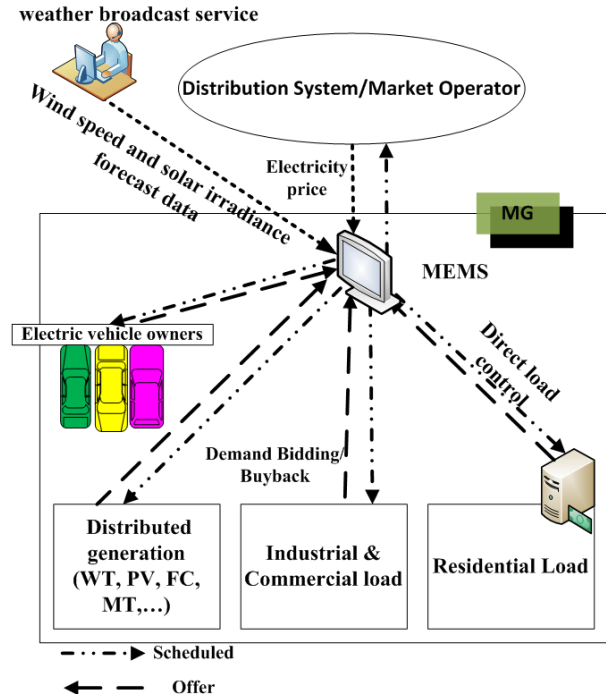 weather broadcast service
Distribution System/Market Operator
Wind speed and solar irradiance
forecast data
Electricity
price
MG
MEMS
Electric vehicle owners
Direct load
control
Demand Bidding/
Buyback
Distributed
generation
(WT, PV, FC,
MT,...)
Industrial &
Commercial load
Residential Load
Scheduled
Offer